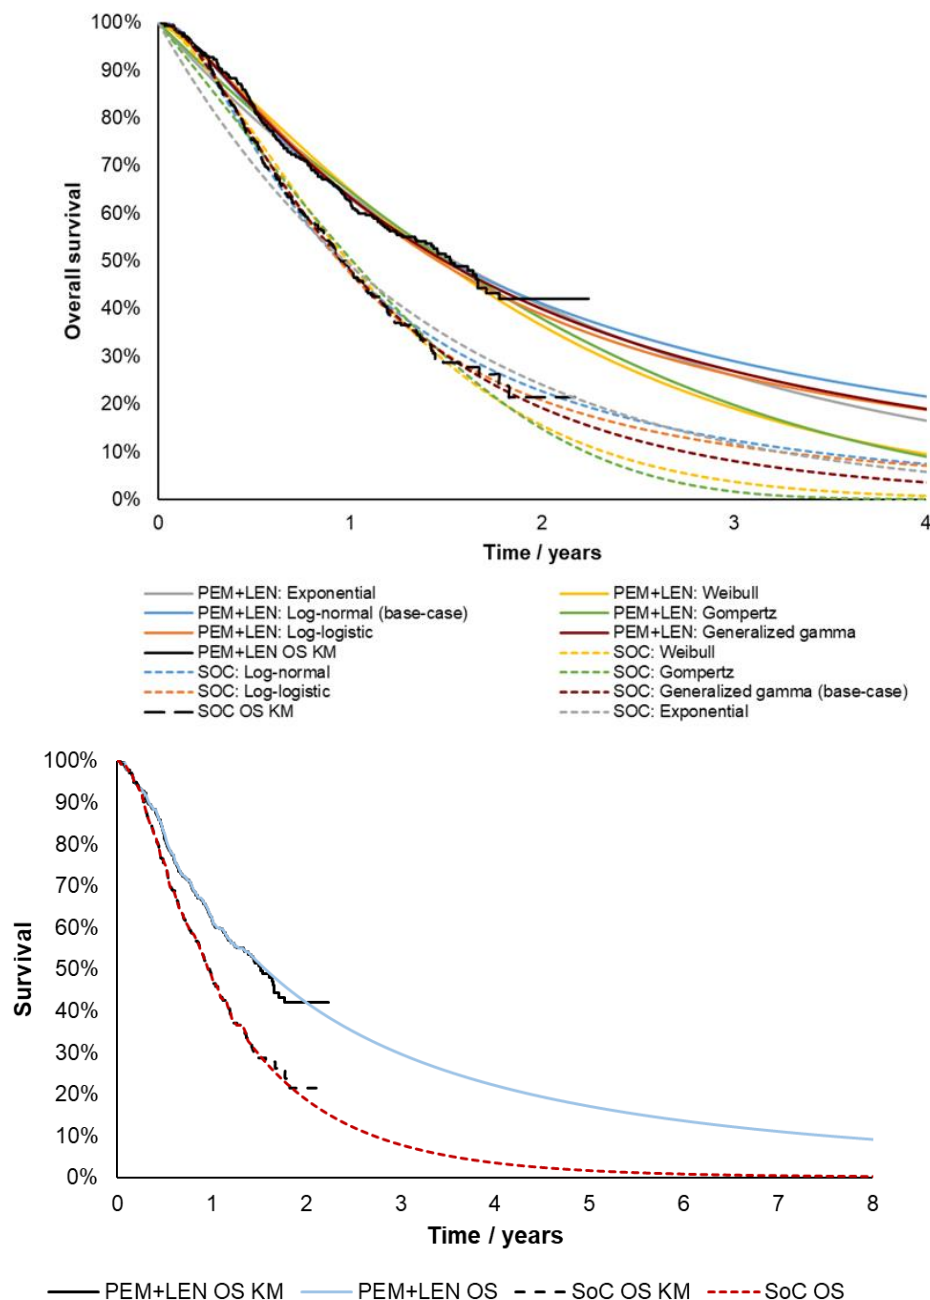 100%
90%
80%
70%
60%
50%
40%
30%
20%
10%
0%
Overall survival
0 1 2 3 4
Time / years
PEM+LEN: Exponential PEM+LEN: Weibull
PEM+LEN: Log-normal (base-case) PEM+LEN: Gompertz
PEM+LEN: Log-logistic PEM+LEN: Generalized gamma
PEM+LEN OS KM SOC: Weibull
SOC: Log-normal SOC: Gompertz
SOC: Log-logistic SOC: Generalized gamma (base-case)
SOC OS KM SOC: Exponential
100%
90%
80%
70%
60%
50%
40%
30%
20%
10%
0%
Survival
0 1 2 3 4 5 6 7 8
Time / years
PEM+LEN OS KM PEM+LEN OS SoC OS KM SoC OS